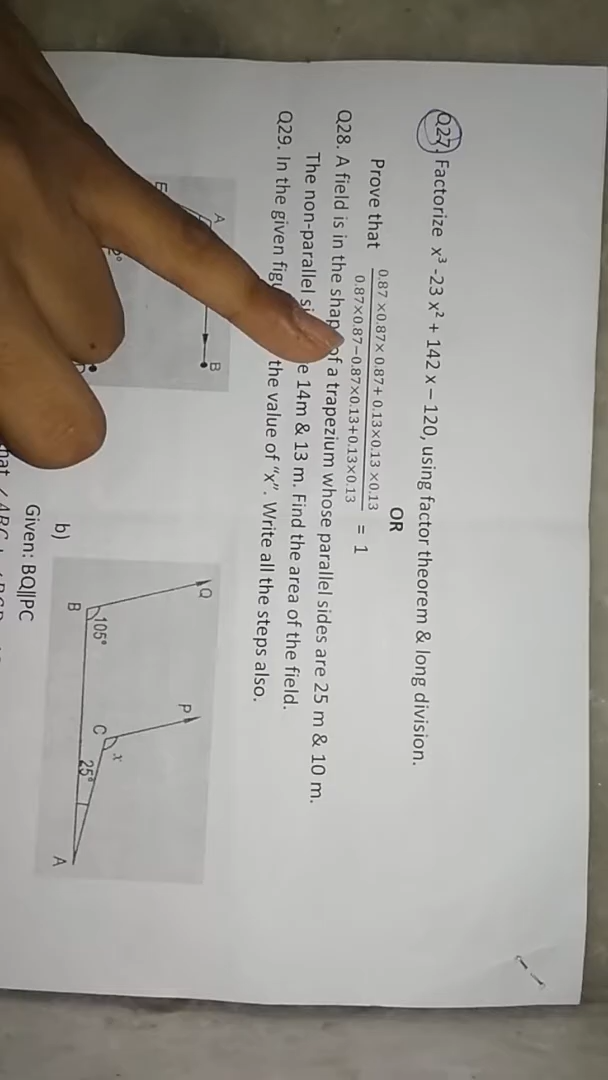 Q27. Factorize x³ -23 x² + 142 x – 120, using factor theorem & long division.
OR
Prove that 0.87 ×0.87× 0.87+ 0.13×0.13 ×0.13 / 0.87×0.87−0.87×0.13+0.13×0.13 = 1
Q28. A field is in the shap of a trapezium whose parallel sides are 25 m & 10 m.
The non-parallel si e 14m & 13 m. Find the area of the field.
Q29. In the given figu the value of "x". Write all the steps also.
A B
E
2°
b)
Q P
105° x 25°
B C A
Given: BQ||PC